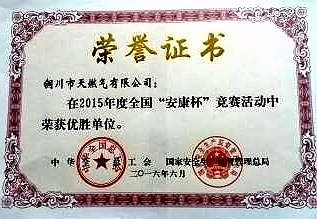 荣誉证书
铜川市天燃气有限公司：
在2015年度全国“安康杯”竞赛活动中
荣获优胜单位。
中华 总工会 国家安全生产监督管理总局
二〇一六年六月